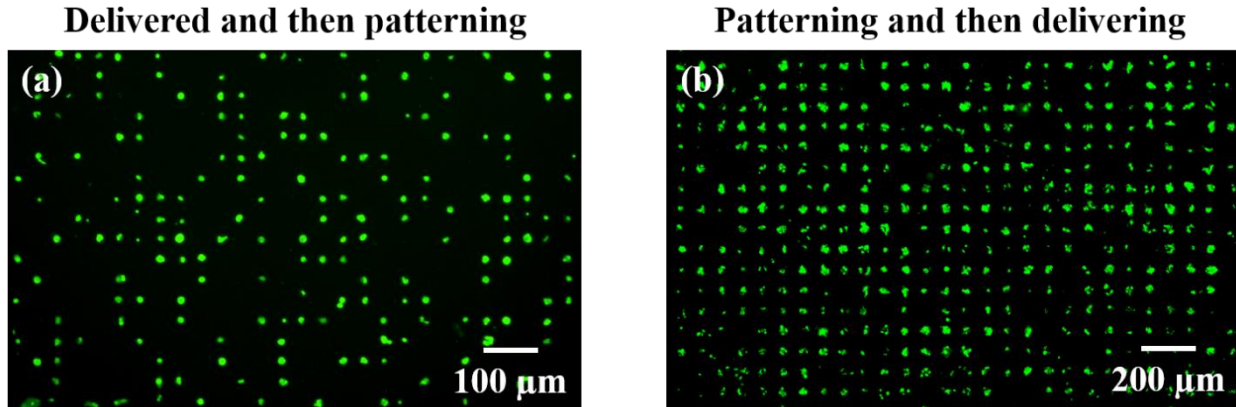 Delivered and then patterning
Patterning and then delivering
(a)
(b)
100 μm
200 μm